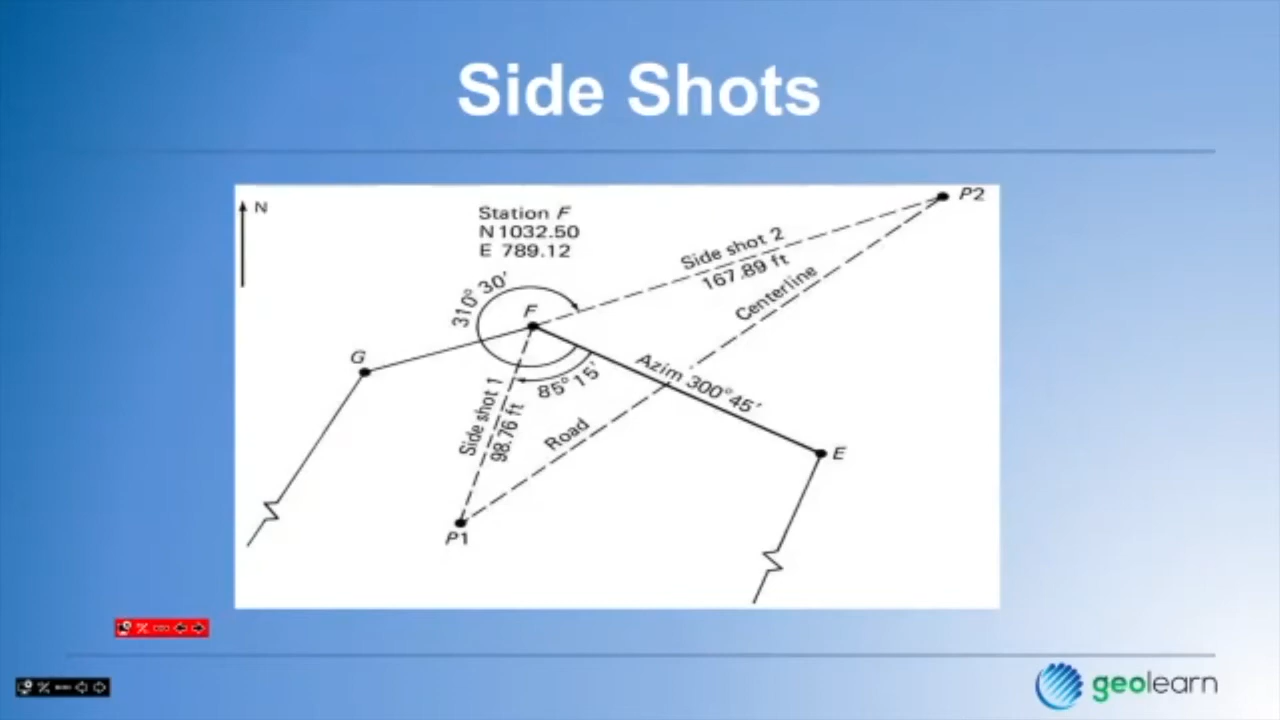 Side Shots
N
Station F
N 1032.50
E 789.12
P2
Side shot 2
167.89 ft
Centerline
310° 30'
F
G
Azim 300°45'
85° 15'
Side shot 1
98.76 ft
Road
E
P1
geolearn